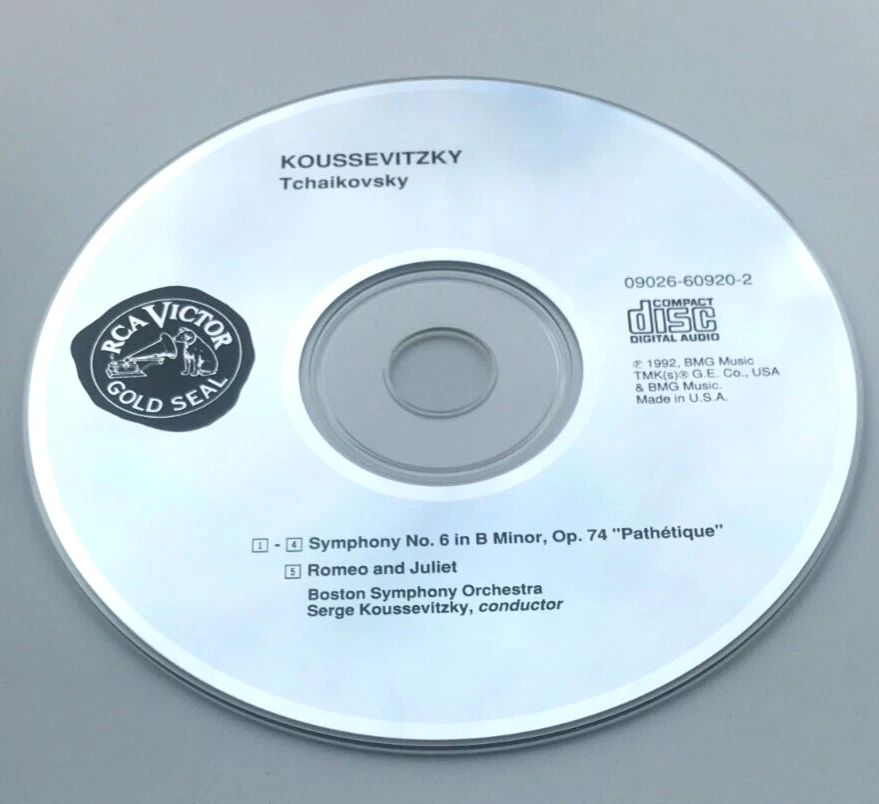 KOUSSEVITZKY
Tchaikovsky
RCA VICTOR
GOLD SEAL
09026-60920-2
COMPACT
disc
DIGITAL AUDIO
℗ 1992, BMG Music
TMK(s)® G.E. Co., USA
& BMG Music.
Made in U.S.A.
1 - 4 Symphony No. 6 in B Minor, Op. 74 "Pathétique"
5 Romeo and Juliet
Boston Symphony Orchestra
Serge Koussevitzky, conductor